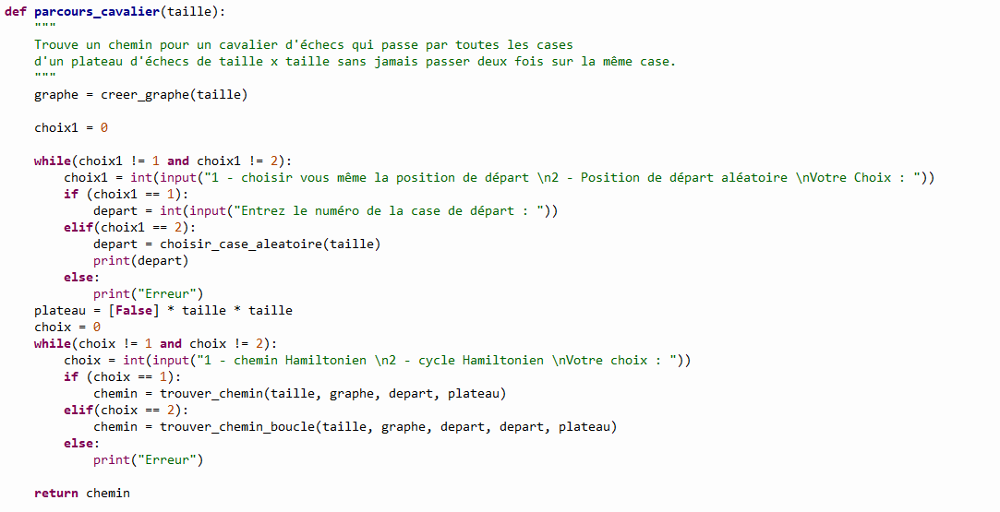 def parcours_cavalier(taille):
    """
    Trouve un chemin pour un cavalier d'échecs qui passe par toutes les cases
    d'un plateau d'échecs de taille x taille sans jamais passer deux fois sur la même case.
    """
    graphe = creer_graphe(taille)

    choix1 = 0

    while(choix1 != 1 and choix1 != 2):
        choix1 = int(input("1 - choisir vous même la position de départ \n2 - Position de départ aléatoire \nVotre Choix : "))
        if (choix1 == 1):
            depart = int(input("Entrez le numéro de la case de départ : "))
        elif(choix1 == 2):
            depart = choisir_case_aleatoire(taille)
            print(depart)
        else:
            print("Erreur")
    plateau = [False] * taille * taille
    choix = 0
    while(choix != 1 and choix != 2):
        choix = int(input("1 - chemin Hamiltonien \n2 - cycle Hamiltonien \nVotre choix : "))
        if (choix == 1):
            chemin = trouver_chemin(taille, graphe, depart, plateau)
        elif(choix == 2):
            chemin = trouver_chemin_boucle(taille, graphe, depart, depart, plateau)
        else:
            print("Erreur")

    return chemin